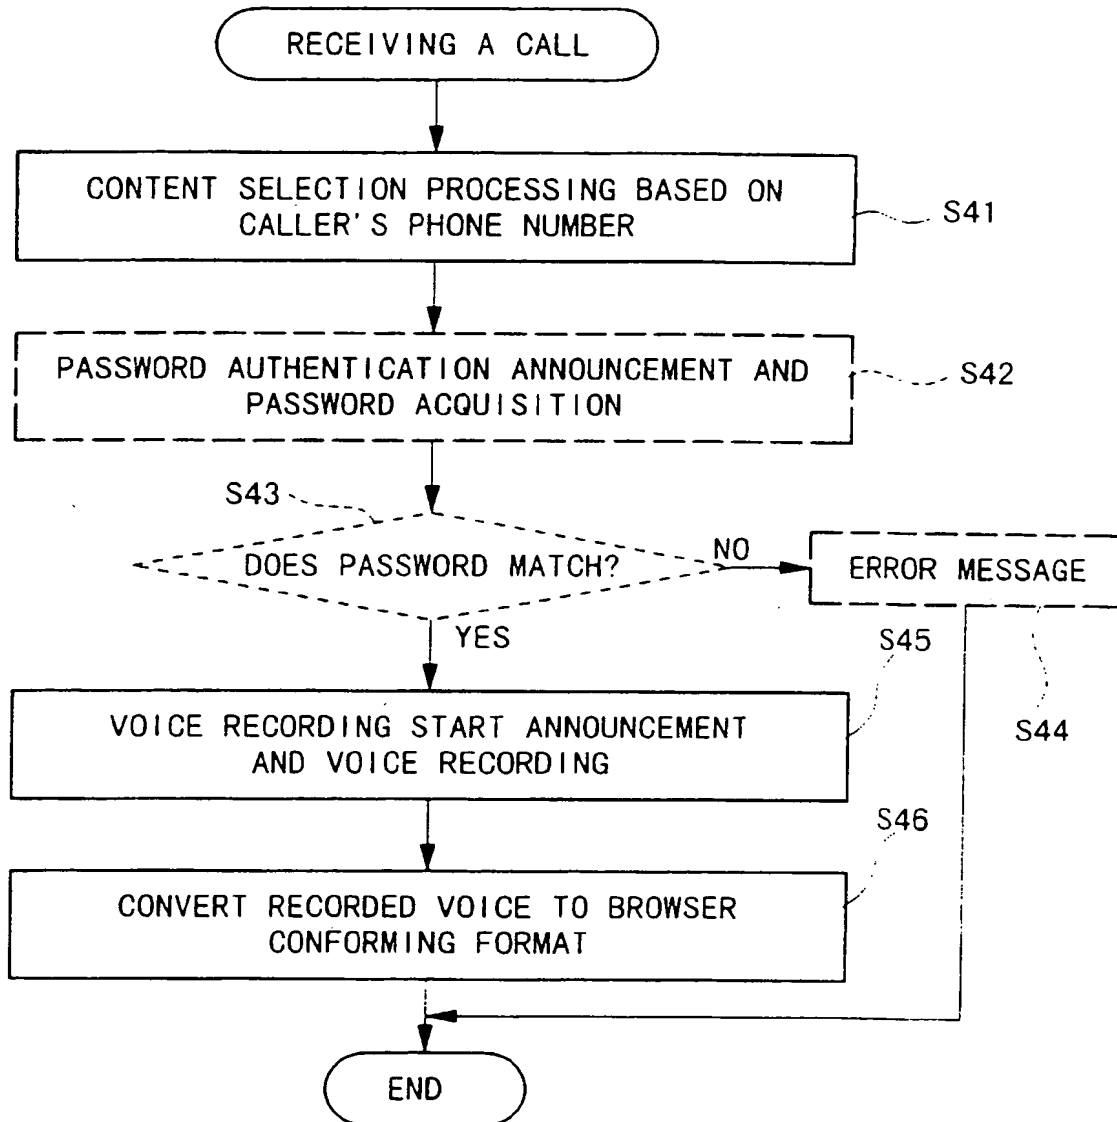 RECEIVING A CALL
CONTENT SELECTION PROCESSING BASED ON
CALLER'S PHONE NUMBER
S41
PASSWORD AUTHENTICATION ANNOUNCEMENT AND
PASSWORD ACQUISITION
S42
S43
DOES PASSWORD MATCH?
NO
ERROR MESSAGE
YES
S45
S44
VOICE RECORDING START ANNOUNCEMENT
AND VOICE RECORDING
S46
CONVERT RECORDED VOICE TO BROWSER
CONFORMING FORMAT
END